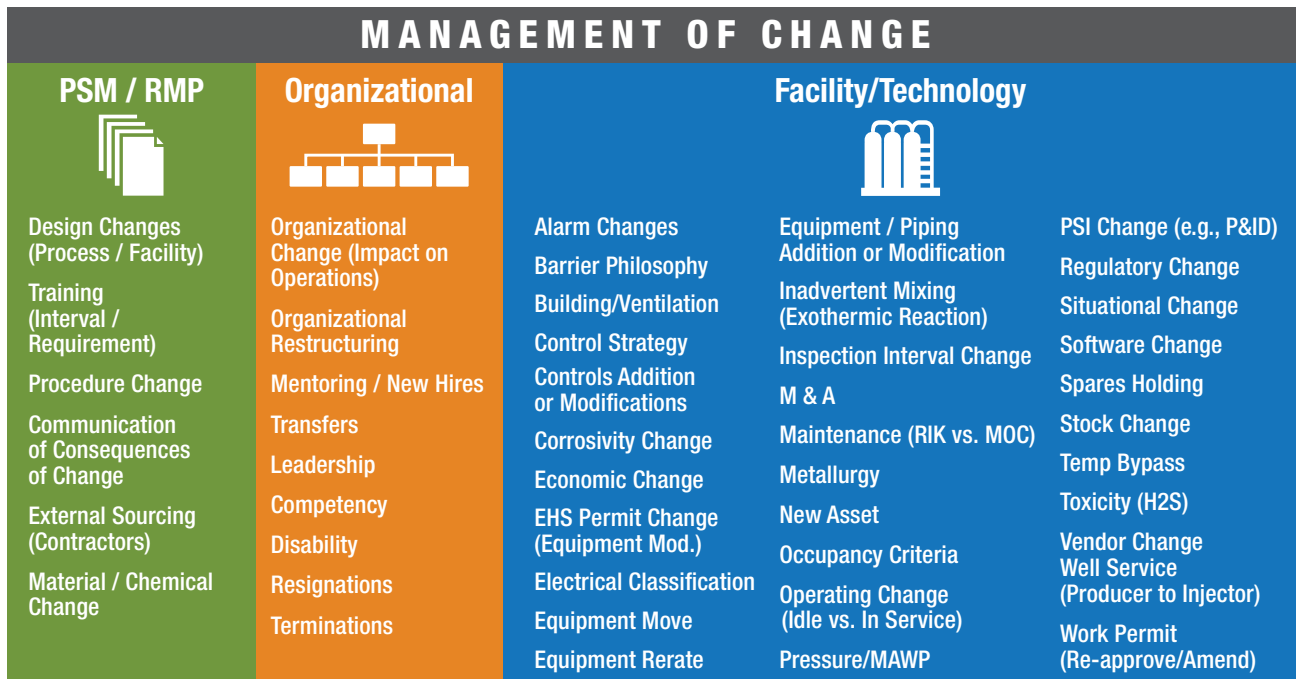 MANAGEMENT OF CHANGE
PSM / RMP
Design Changes
(Process / Facility)
Training
(Interval /
Requirement)
Procedure Change
Communication
of Consequences
of Change
External Sourcing
(Contractors)
Material / Chemical
Change
Organizational
Organizational
Change (Impact on
Operations)
Organizational
Restructuring
Mentoring / New Hires
Transfers
Leadership
Competency
Disability
Resignations
Terminations
Facility/Technology
Alarm Changes
Barrier Philosophy
Building/Ventilation
Control Strategy
Controls Addition
or Modifications
Corrosivity Change
Economic Change
EHS Permit Change
(Equipment Mod.)
Electrical Classification
Equipment Move
Equipment Rerate
Equipment / Piping
Addition or Modification
Inadvertent Mixing
(Exothermic Reaction)
Inspection Interval Change
M & A
Maintenance (RIK vs. MOC)
Metallurgy
New Asset
Occupancy Criteria
Operating Change
(Idle vs. In Service)
Pressure/MAWP
PSI Change (e.g., P&ID)
Regulatory Change
Situational Change
Software Change
Spares Holding
Stock Change
Temp Bypass
Toxicity (H2S)
Vendor Change
Well Service
(Producer to Injector)
Work Permit
(Re-approve/Amend)